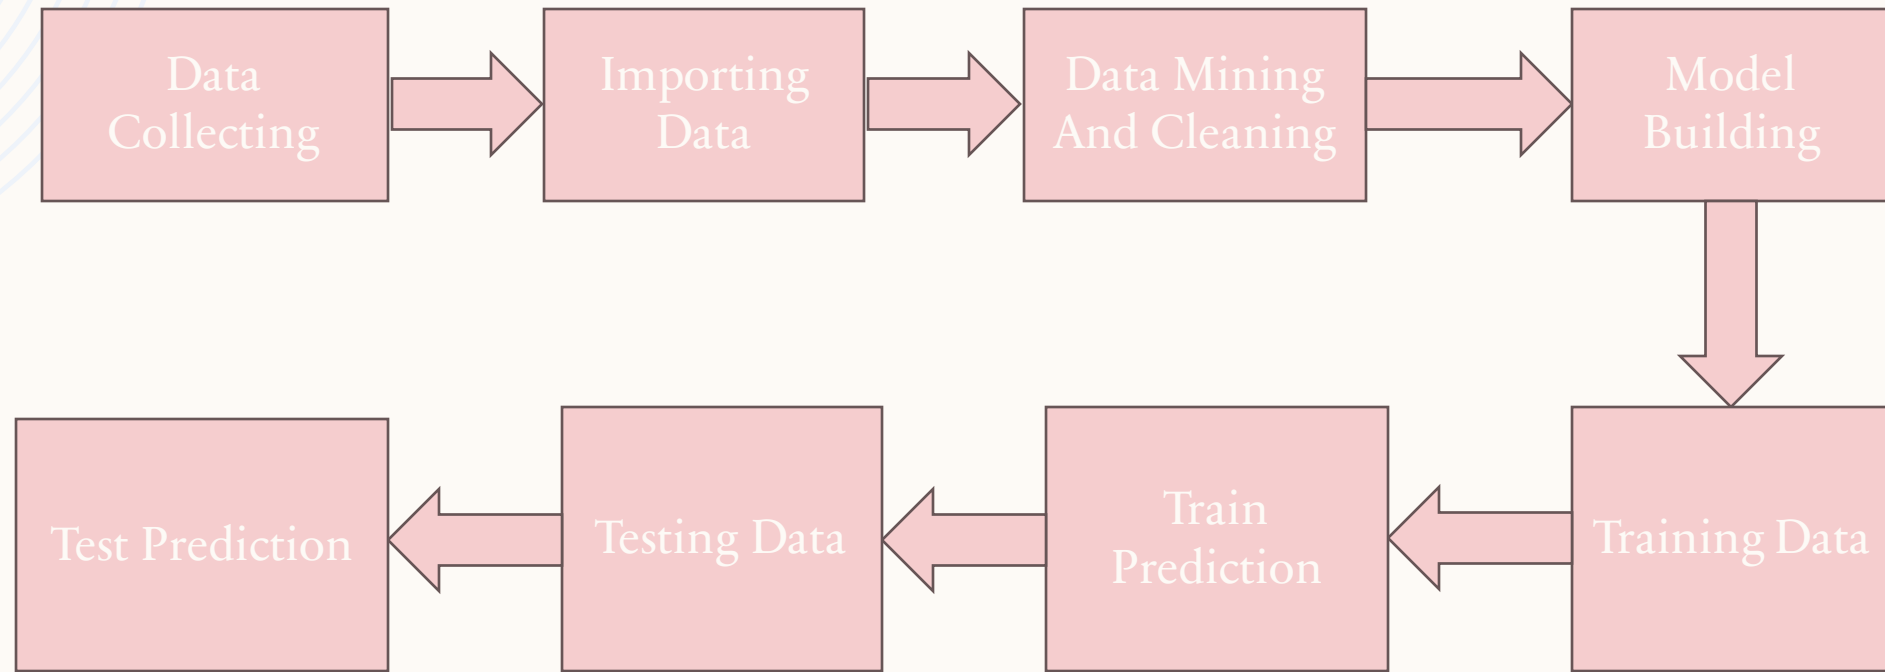 Data
Collecting
Importing
Data
Data Mining
And Cleaning
Model
Building
Training Data
Train
Prediction
Testing Data
Test Prediction